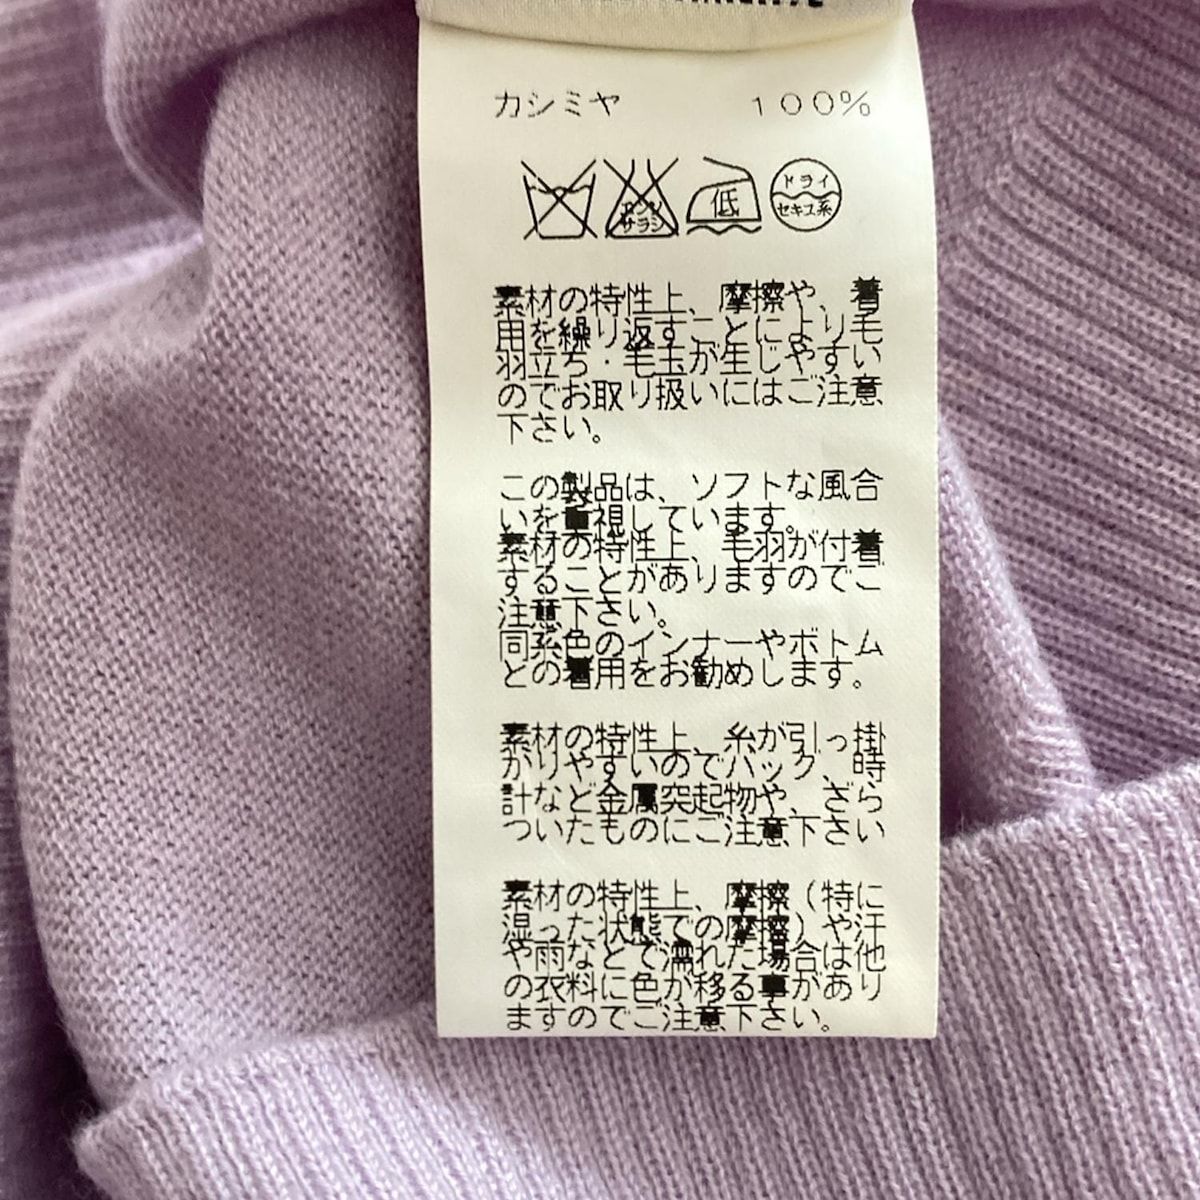 カシミヤ 100%
エンソ
サラシ
低
ドライ
セキユ系
素材の特性上、摩擦や、着
用を繰り返すことにより毛
羽立ち・毛玉が生じやすい
のでお取り扱いにはご注意
下さい。
この製品は、ソフトな風合
いを重視しています。
素材の特性上、毛羽が付着
することがありますのでご
注意下さい。
同系色のインナーやボトム
との着用をお勧めします。
素材の特性上、糸が引っ掛
かりやすいのでバッグ、時
計など金属突起物や、ざら
ついたものにご注意下さい
素材の特性上、摩擦(特に
湿った状態での摩擦)や汗
や雨などで濡れた場合は他
の衣料に色が移る事があり
ますのでご注意下さい。